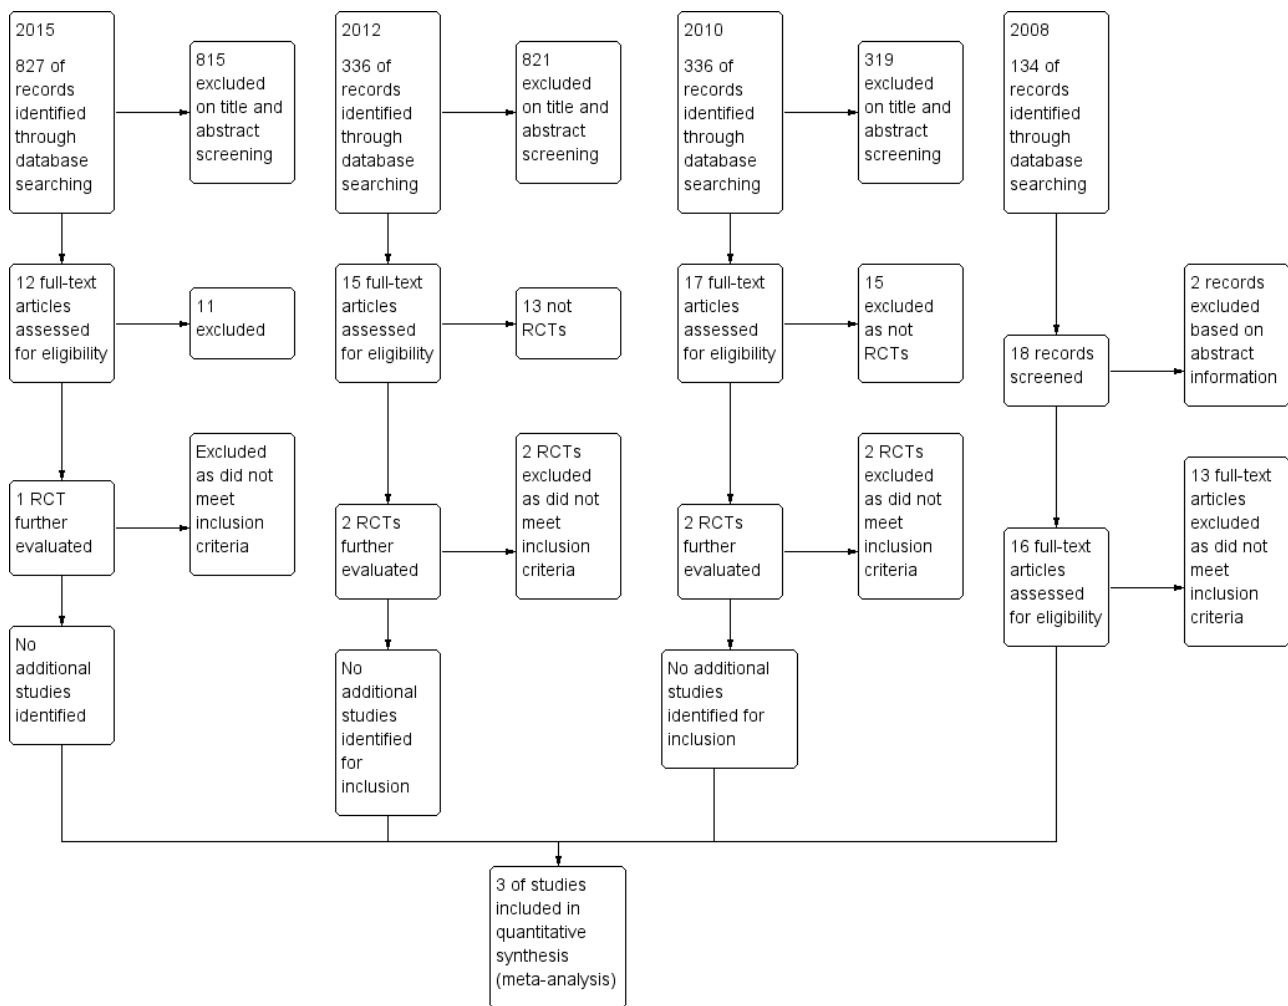 2015
827 of
records
identified
through
database
searching
815
excluded
on title and
abstract
screening
12 full-text
articles
assessed
for eligibility
11
excluded
1 RCT
further
evaluated
Excluded
as did not
meet
inclusion
criteria
No
additional
studies
identified
2012
336 of
records
identified
through
database
searching
821
excluded
on title and
abstract
screening
15 full-text
articles
assessed
for eligibility
13 not
RCTs
2 RCTs
further
evaluated
2 RCTs
excluded
as did not
meet
inclusion
criteria
No
additional
studies
identified
for
inclusion
2010
336 of
records
identified
through
database
searching
319
excluded
on title and
abstract
screening
17 full-text
articles
assessed
for eligibility
15
excluded
as not
RCTs
2 RCTs
further
evaluated
2 RCTs
excluded
as did not
meet
inclusion
criteria
No additional
studies
identified for
inclusion
2008
134 of
records
identified
through
database
searching
18 records
screened
2 records
excluded
based on
abstract
information
16 full-text
articles
assessed
for eligibility
13 full-text
articles
excluded
as did not
meet
inclusion
criteria
3 of studies
included in
quantitative
synthesis
(meta-analysis)